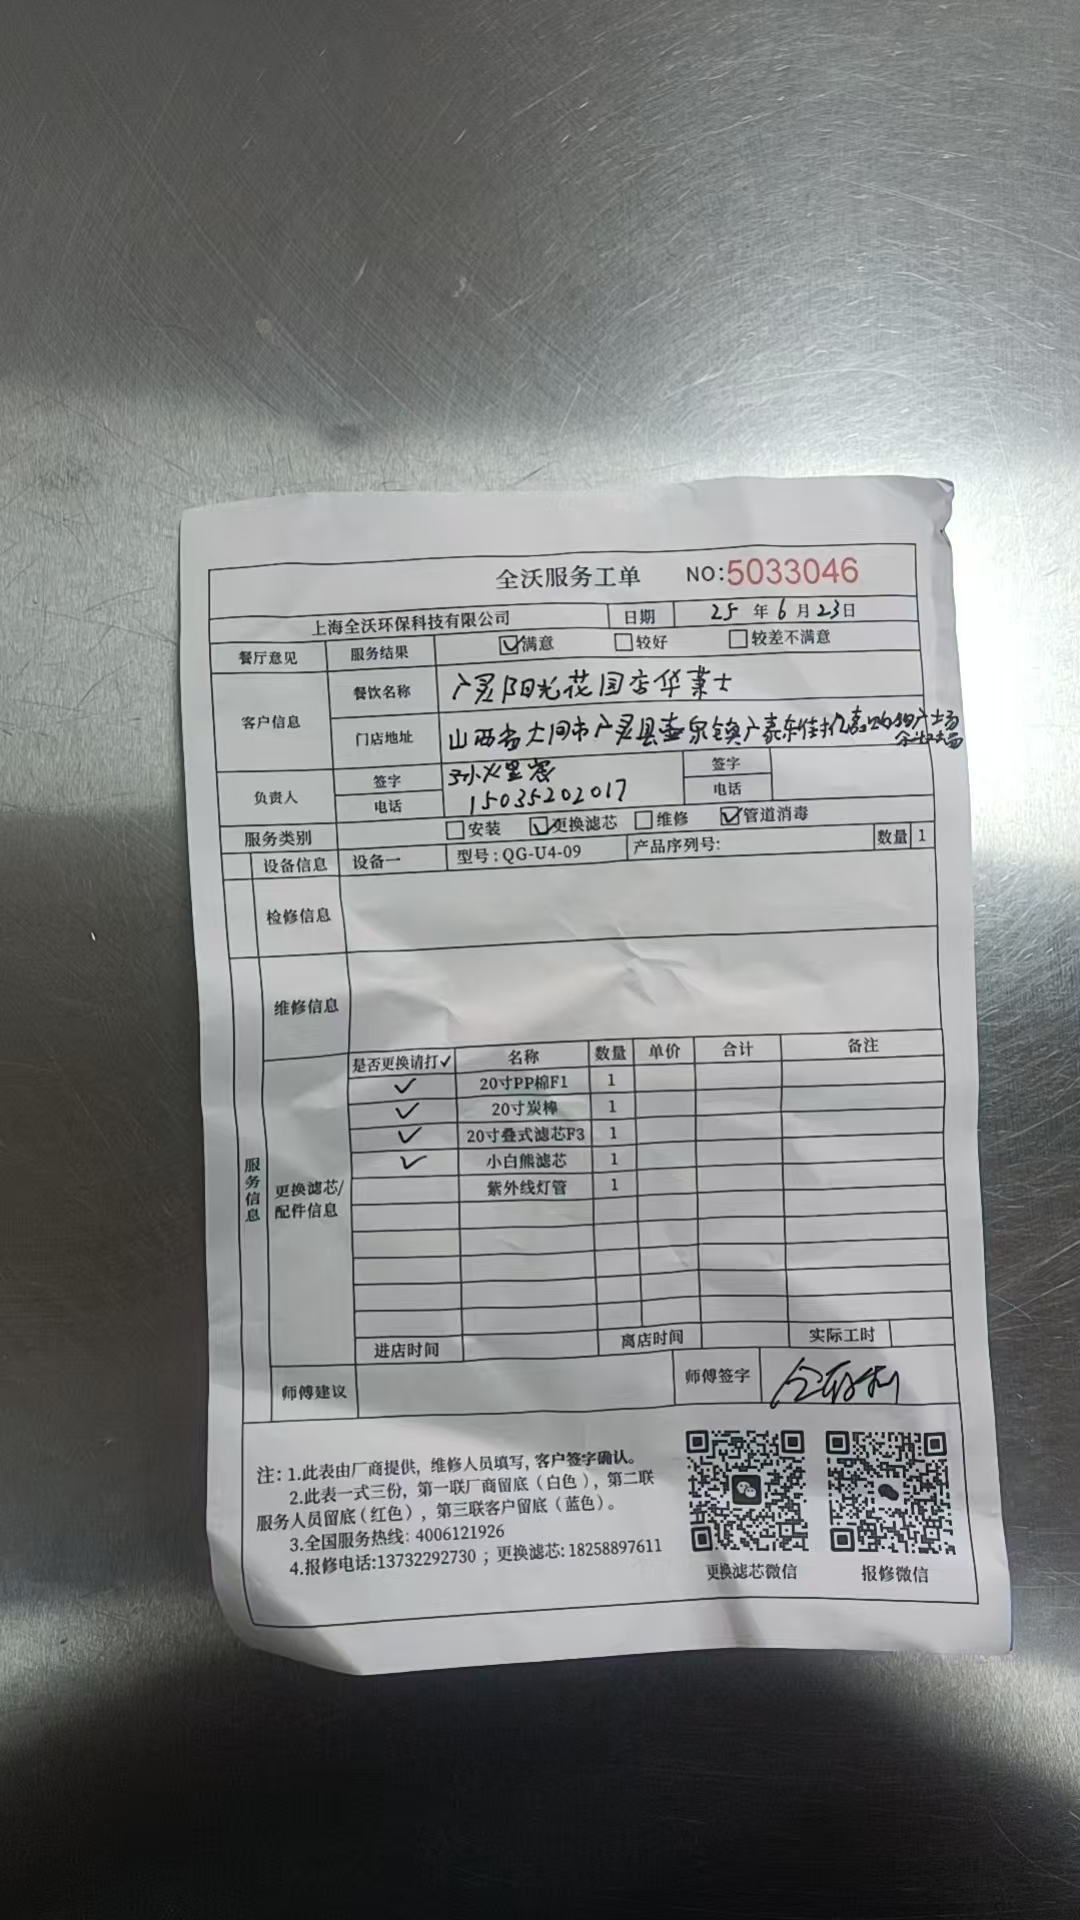 全沃服务工单 NO:5033046
上海全沃环保科技有限公司 日期 25 年 6 月 23 日
餐厅意见 服务结果 ☑满意 ☐较好 ☐较差不满意
客户信息 餐饮名称 广灵阳光花园店华莱士
门店地址 山西省大同市广灵县壶泉镇广泰东街
负责人 签字 签字
电话 15035202017 电话
服务类别 ☐安装 ☑更换滤芯 ☐维修 ☑管道消毒
设备信息 设备一 型号:QG-U4-09 产品序列号: 数量 1
检修信息
维修信息
服务信息
更换滤芯/配件信息
是否更换请打✓ 名称 数量 单价 合计 备注
✓ 20寸PP棉F1 1
✓ 20寸炭棒 1
✓ 20寸叠式滤芯F3 1
✓ 小白熊滤芯 1
紫外线灯管 1
进店时间 离店时间 实际工时
师傅建议 师傅签字
注: 1.此表由厂商提供, 维修人员填写, 客户签字确认。
2.此表一式三份, 第一联厂商留底 (白色), 第二联
服务人员留底 (红色), 第三联客户留底 (蓝色)。
3.全国服务热线: 4006121926
4.报修电话:13732292730 ; 更换滤芯: 18258897611
更换滤芯微信 报修微信